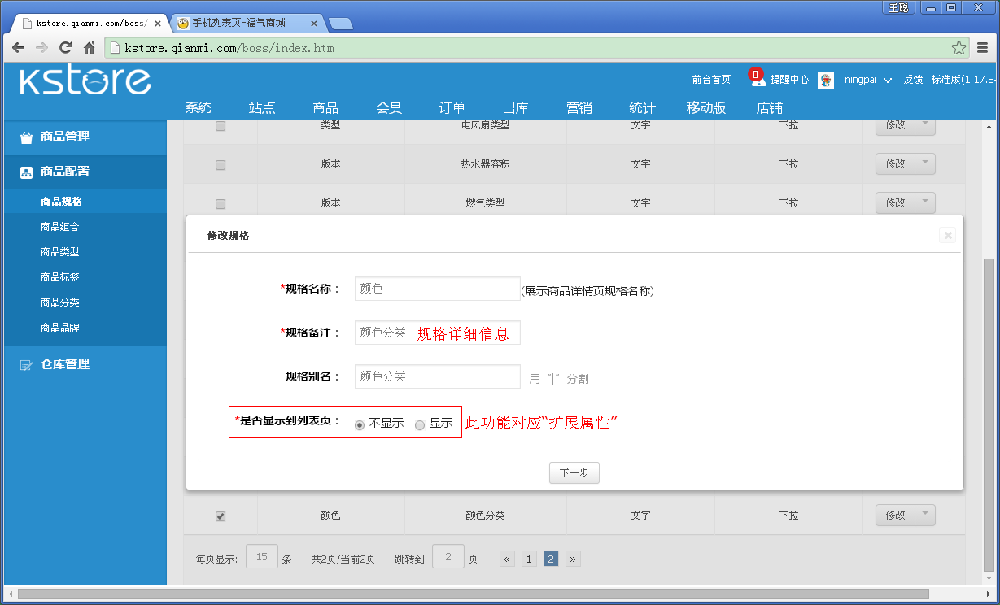 王聪
kstore.qianmi.com/boss/
手机列表页-福气商城
kstore.qianmi.com/boss/index.htm
kstore
前台首页 0 提醒中心 ningpai 反馈 标准版(1.17.8-
系统 站点 商品 会员 订单 出库 营销 统计 移动版 店铺
商品管理
商品配置
商品规格
商品组合
商品类型
商品标签
商品分类
商品品牌
仓库管理
类型 电风扇类型 文字 下拉 修改
版本 热水器容积 文字 下拉 修改
版本 燃气类型 文字 下拉 修改
修改规格
*规格名称： 颜色 (展示商品详情页规格名称)
*规格备注： 颜色分类 规格详细信息
规格别名： 颜色分类 用 “|” 分割
*是否显示到列表页： 不显示 显示 此功能对应“扩展属性”
下一步
颜色 颜色分类 文字 下拉 修改
每页显示: 15 条 共2页/当前2页 跳转到 2 页 « 1 2 »